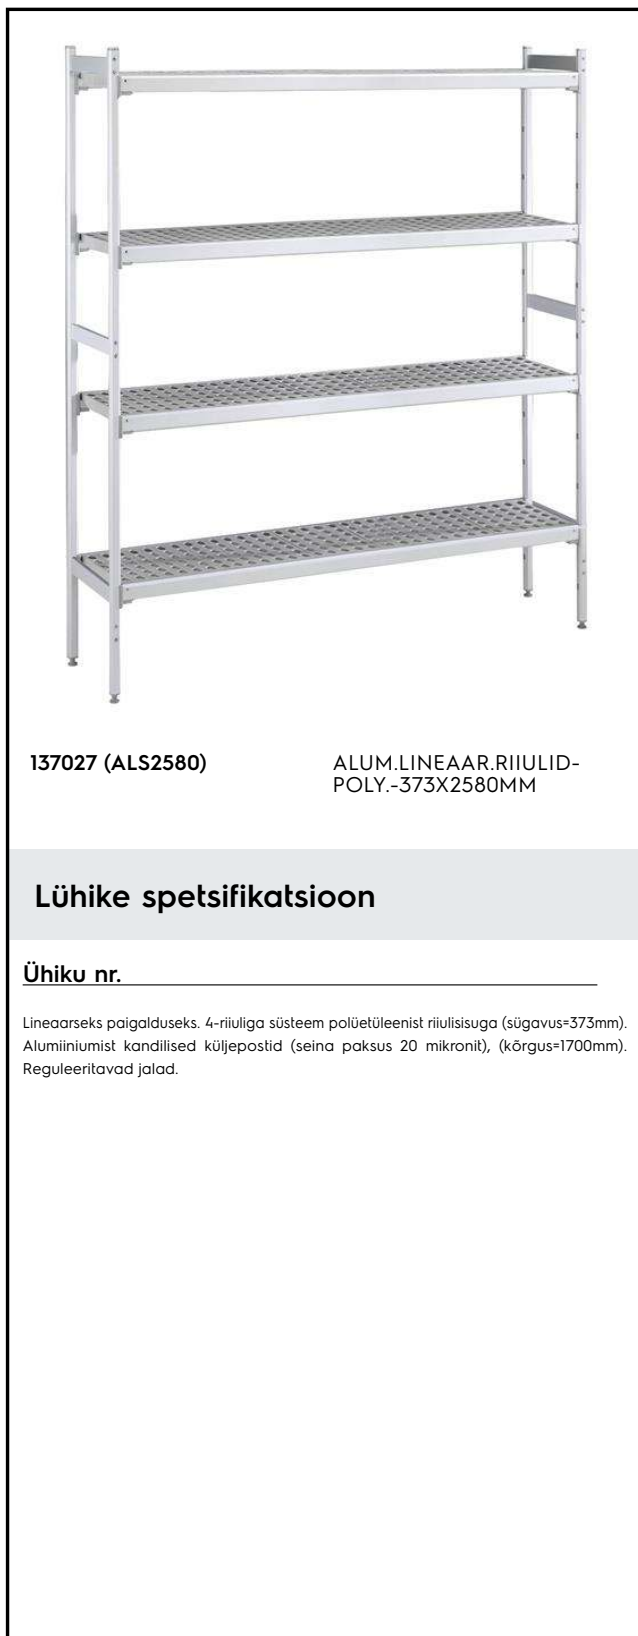 137027 (ALS2580)
ALUM.LINEAAR.RIIULID-
POLY.-373X2580MM
Lühike spetsifikatsioon
Ühiku nr.
Lineaarseks paigalduseks. 4-riiuliga süsteem polüetüleenist riiulisisuga (sügavus=373mm).
Alumiiniumist kandilised küljepostid (seina paksus 20 mikronit), (kõrgus=1700mm).
Reguleeritavad jalad.